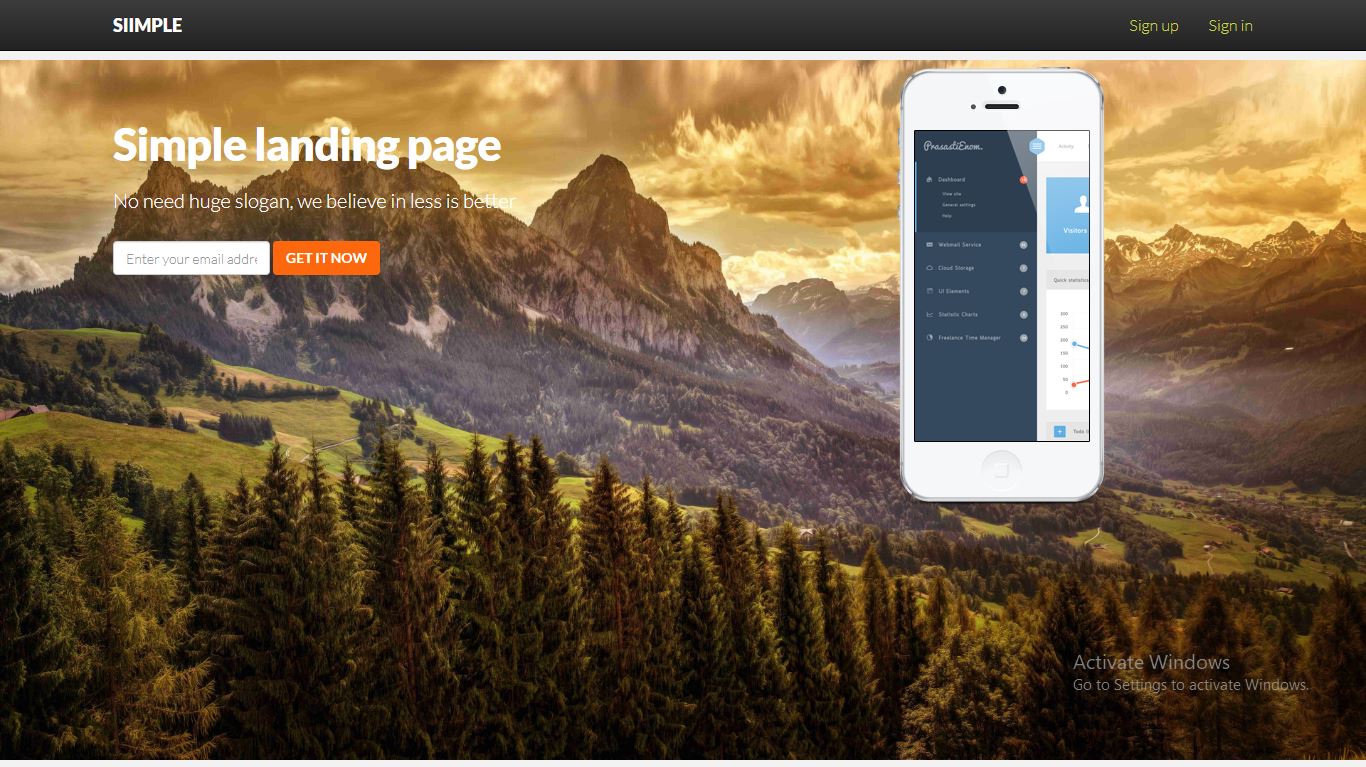 SIIMPLE
Sign up
Sign in
Simple landing page
No need huge slogan, we believe in less is better
Enter your email addre
GET IT NOW
PrasastiEnom.
Activity
Dashboard
View site
General settings
Help
Visitors
Webmail Service
Cloud Storage
Quick statistics
UI Elements
Statistic Charts
Freelance Time Manager
300
250
200
150
100
50
0
Todo
Activate Windows
Go to Settings to activate Windows.